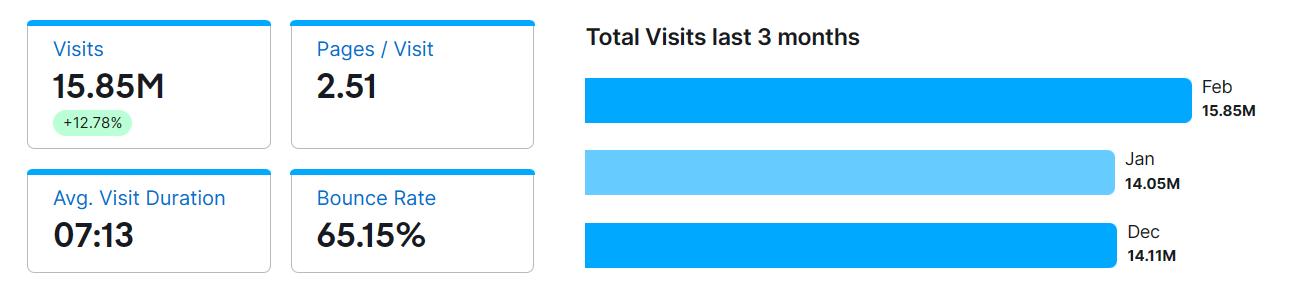 Visits
15.85M
+12.78%
Pages / Visit
2.51
Avg. Visit Duration
07:13
Bounce Rate
65.15%
Total Visits last 3 months
Feb
15.85M
Jan
14.05M
Dec
14.11M